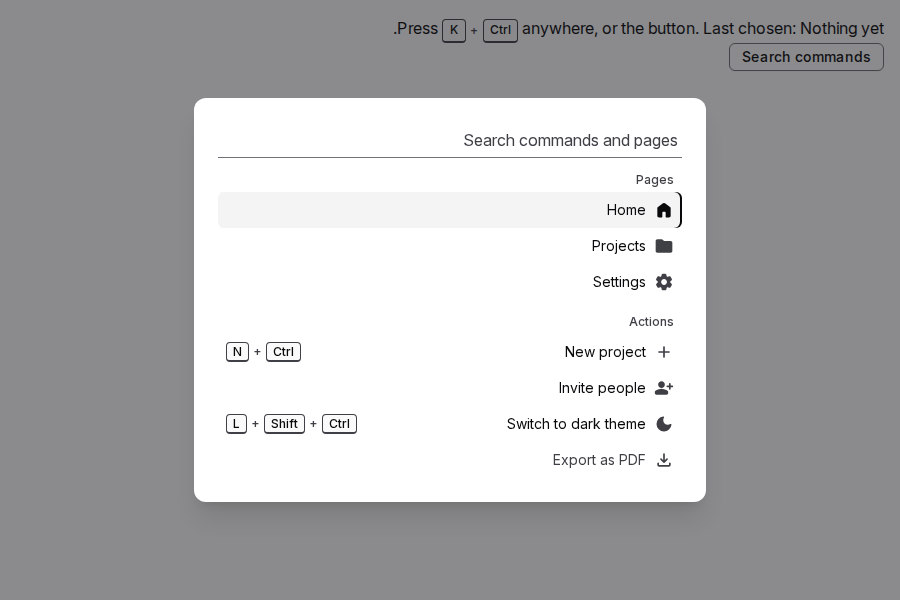 Press Ctrl + K anywhere, or the button. Last chosen: Nothing yet.
Search commands
Search commands and pages
Pages
Home
Projects
Settings
Actions
New project Ctrl + N
Invite people
Switch to dark theme Ctrl + Shift + L
Export as PDF